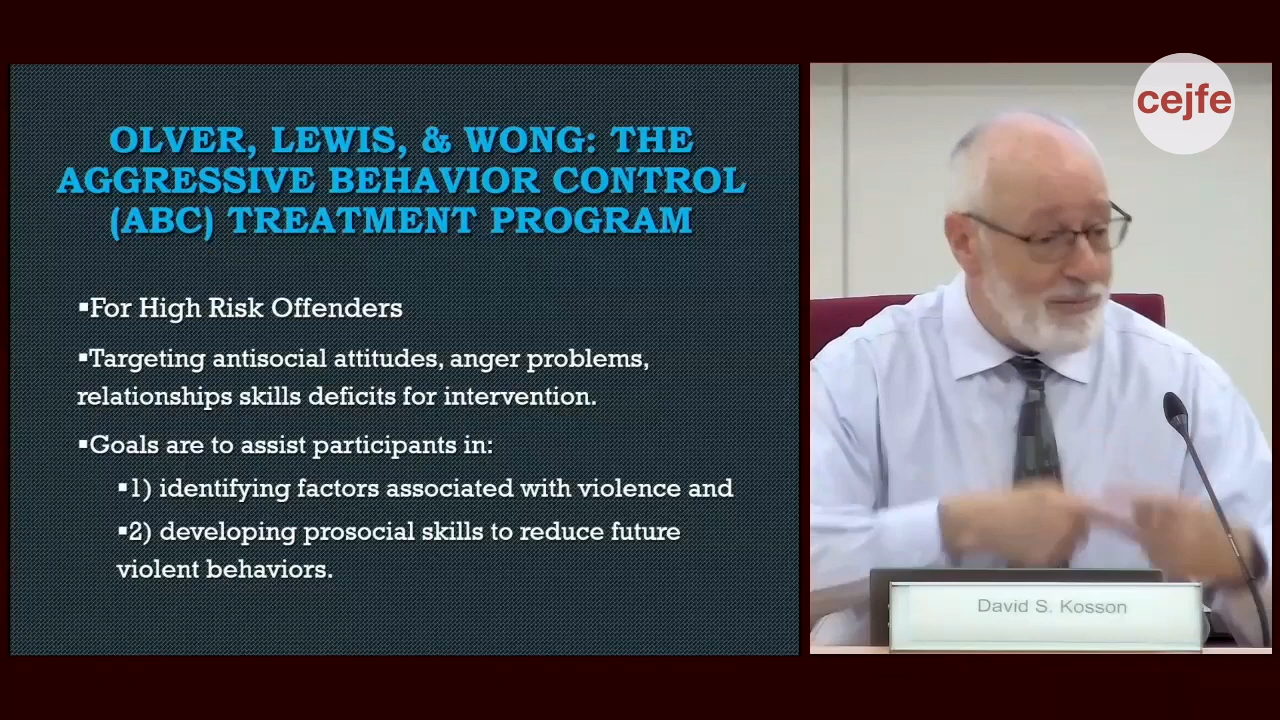 OLVER, LEWIS, & WONG: THE
AGGRESSIVE BEHAVIOR CONTROL
(ABC) TREATMENT PROGRAM
▪For High Risk Offenders
▪Targeting antisocial attitudes, anger problems,
relationships skills deficits for intervention.
▪Goals are to assist participants in:
▪1) identifying factors associated with violence and
▪2) developing prosocial skills to reduce future
violent behaviors.
cejfe
David S. Kosson